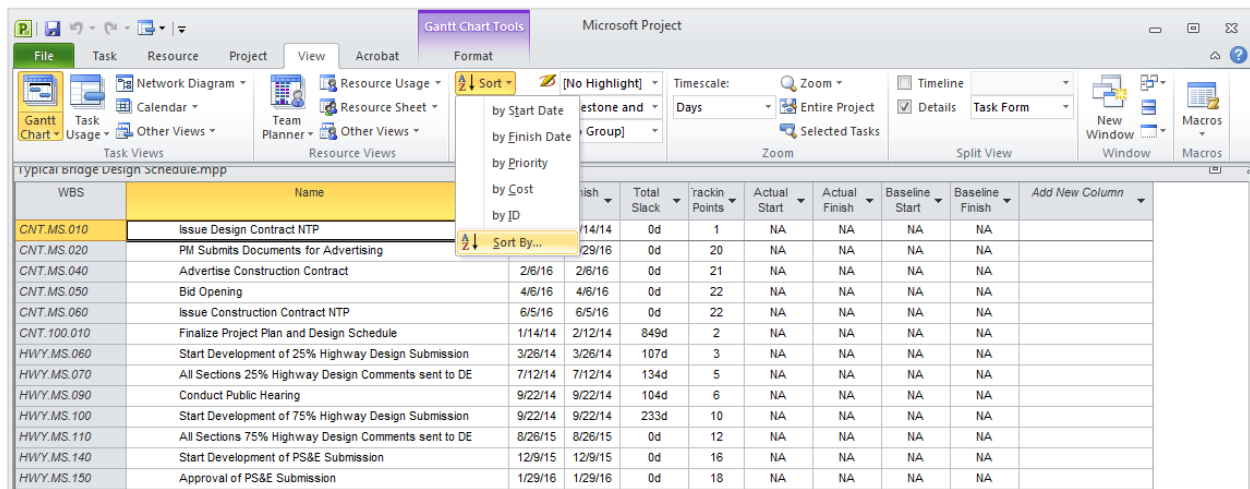 Gantt Chart Tools Microsoft Project
File Task Resource Project View Acrobat Format
Gantt Chart
Task Usage
Network Diagram
Calendar
Other Views
Task Views
Team Planner
Resource Usage
Resource Sheet
Other Views
Resource Views
Sort
by Start Date
by Finish Date
by Priority
by Cost
by ID
Sort By...
[No Highlight]
estone and
Group]
Timescale:
Days
Zoom
Entire Project
Selected Tasks
Zoom
Timeline
Details Task Form
Split View
New Window
Window
Macros
Macros
Typical Bridge Design Schedule.mpp
WBS Name nish Total Slack Trackin Points Actual Start Actual Finish Baseline Start Baseline Finish Add New Column
CNT.MS.010 Issue Design Contract NTP /14/14 0d 1 NA NA NA NA
CNT.MS.020 PM Submits Documents for Advertising /29/16 0d 20 NA NA NA NA
CNT.MS.040 Advertise Construction Contract 2/6/16 2/6/16 0d 21 NA NA NA NA
CNT.MS.050 Bid Opening 4/6/16 4/6/16 0d 22 NA NA NA NA
CNT.MS.060 Issue Construction Contract NTP 6/5/16 6/5/16 0d 22 NA NA NA NA
CNT.100.010 Finalize Project Plan and Design Schedule 1/14/14 2/12/14 849d 2 NA NA NA NA
HWY.MS.060 Start Development of 25% Highway Design Submission 3/26/14 3/26/14 107d 3 NA NA NA NA
HWY.MS.070 All Sections 25% Highway Design Comments sent to DE 7/12/14 7/12/14 134d 5 NA NA NA NA
HWY.MS.090 Conduct Public Hearing 9/22/14 9/22/14 104d 6 NA NA NA NA
HWY.MS.100 Start Development of 75% Highway Design Submission 9/22/14 9/22/14 233d 10 NA NA NA NA
HWY.MS.110 All Sections 75% Highway Design Comments sent to DE 8/26/15 8/26/15 0d 12 NA NA NA NA
HWY.MS.140 Start Development of PS&E Submission 12/9/15 12/9/15 0d 16 NA NA NA NA
HWY.MS.150 Approval of PS&E Submission 1/29/16 1/29/16 0d 18 NA NA NA NA